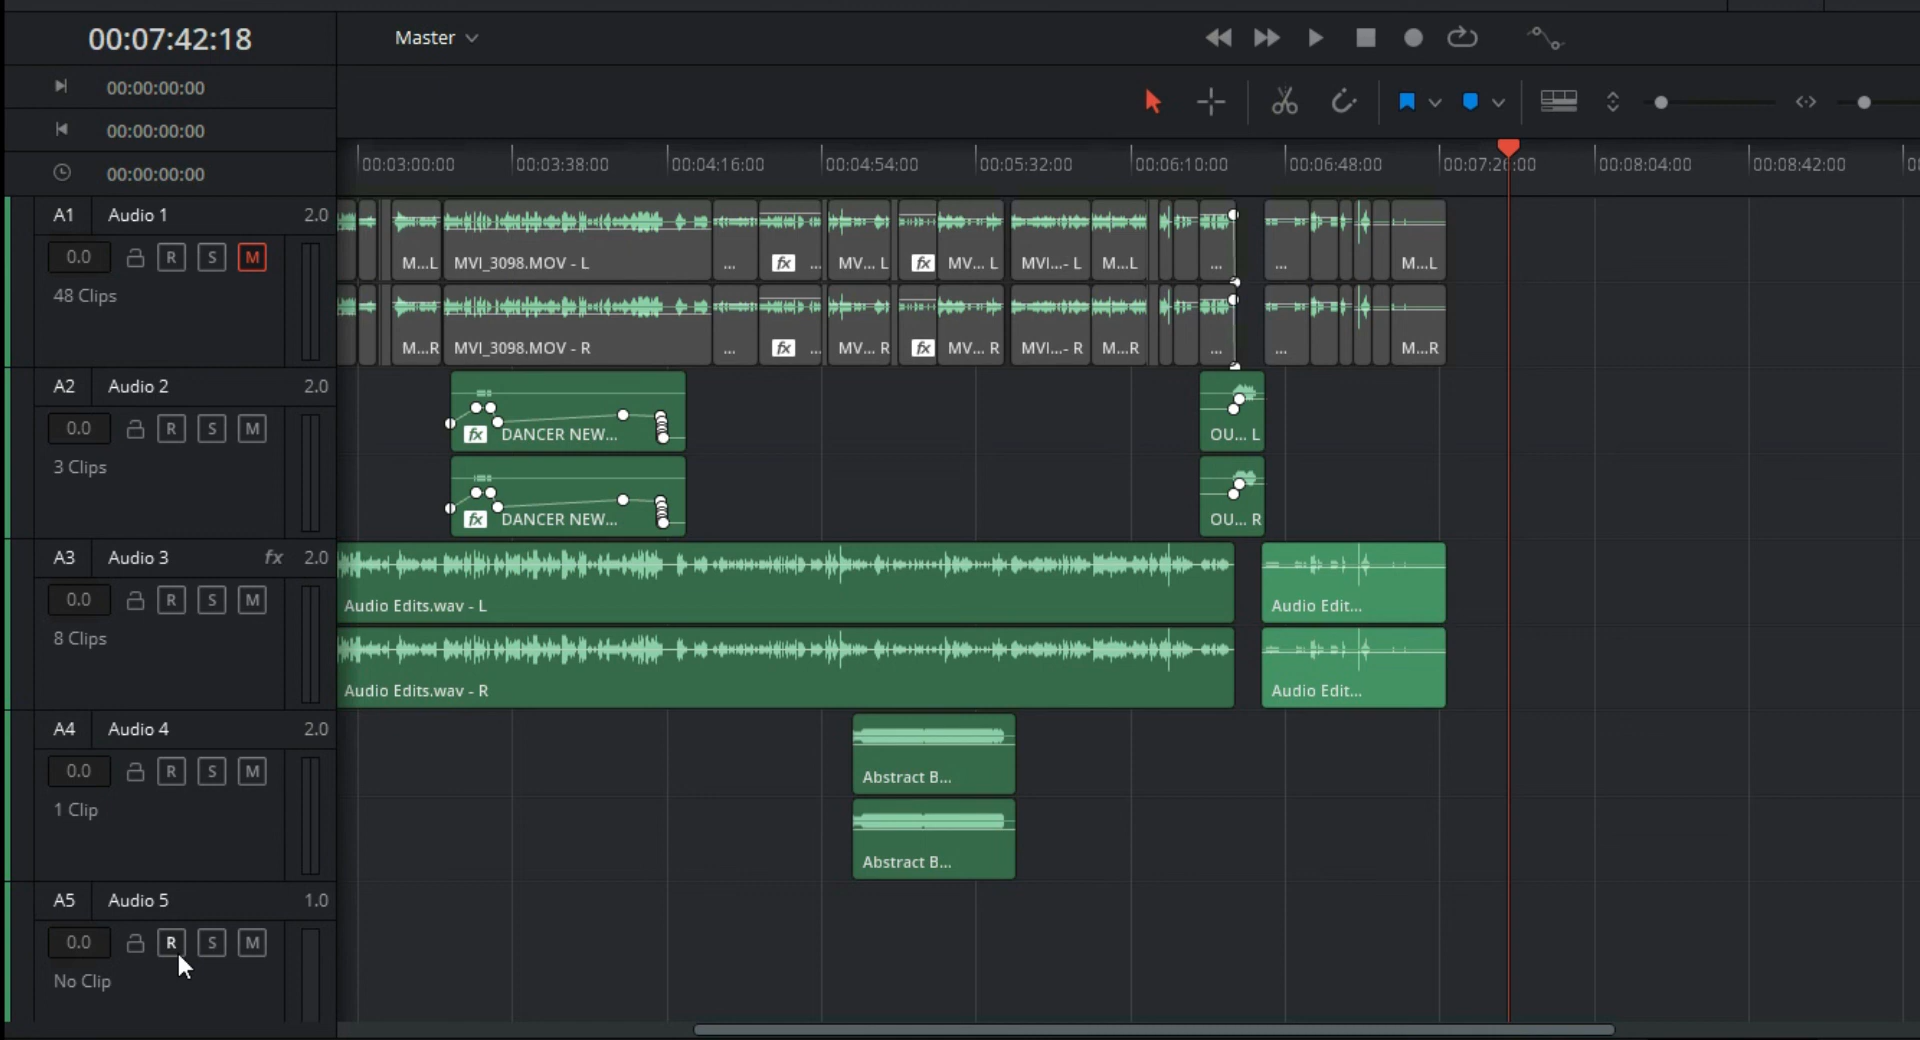 00:07:42:18
Master
00:00:00:00
00:00:00:00
00:00:00:00
00:03:00:00 00:03:38:00 00:04:16:00 00:04:54:00 00:05:32:00 00:06:10:00 00:06:48:00 00:08:04:00 00:08:42:00
A1 Audio 1 2.0
0.0 R S M
48 Clips
M...L MVI_3098.MOV - L ... fx ... MV... L fx MV... L MVI...- L M...L ... ... M...L
M...R MVI_3098.MOV - R ... fx ... MV... R fx MV... R MVI...- R M...R ... ... M...R
A2 Audio 2 2.0
0.0 R S M
3 Clips
fx DANCER NEW... OU... L
fx DANCER NEW... OU... R
A3 Audio 3 fx 2.0
0.0 R S M
8 Clips
Audio Edits.wav - L Audio Edit...
Audio Edits.wav - R Audio Edit...
A4 Audio 4 2.0
0.0 R S M
1 Clip
Abstract B...
Abstract B...
A5 Audio 5 1.0
0.0 R S M
No Clip